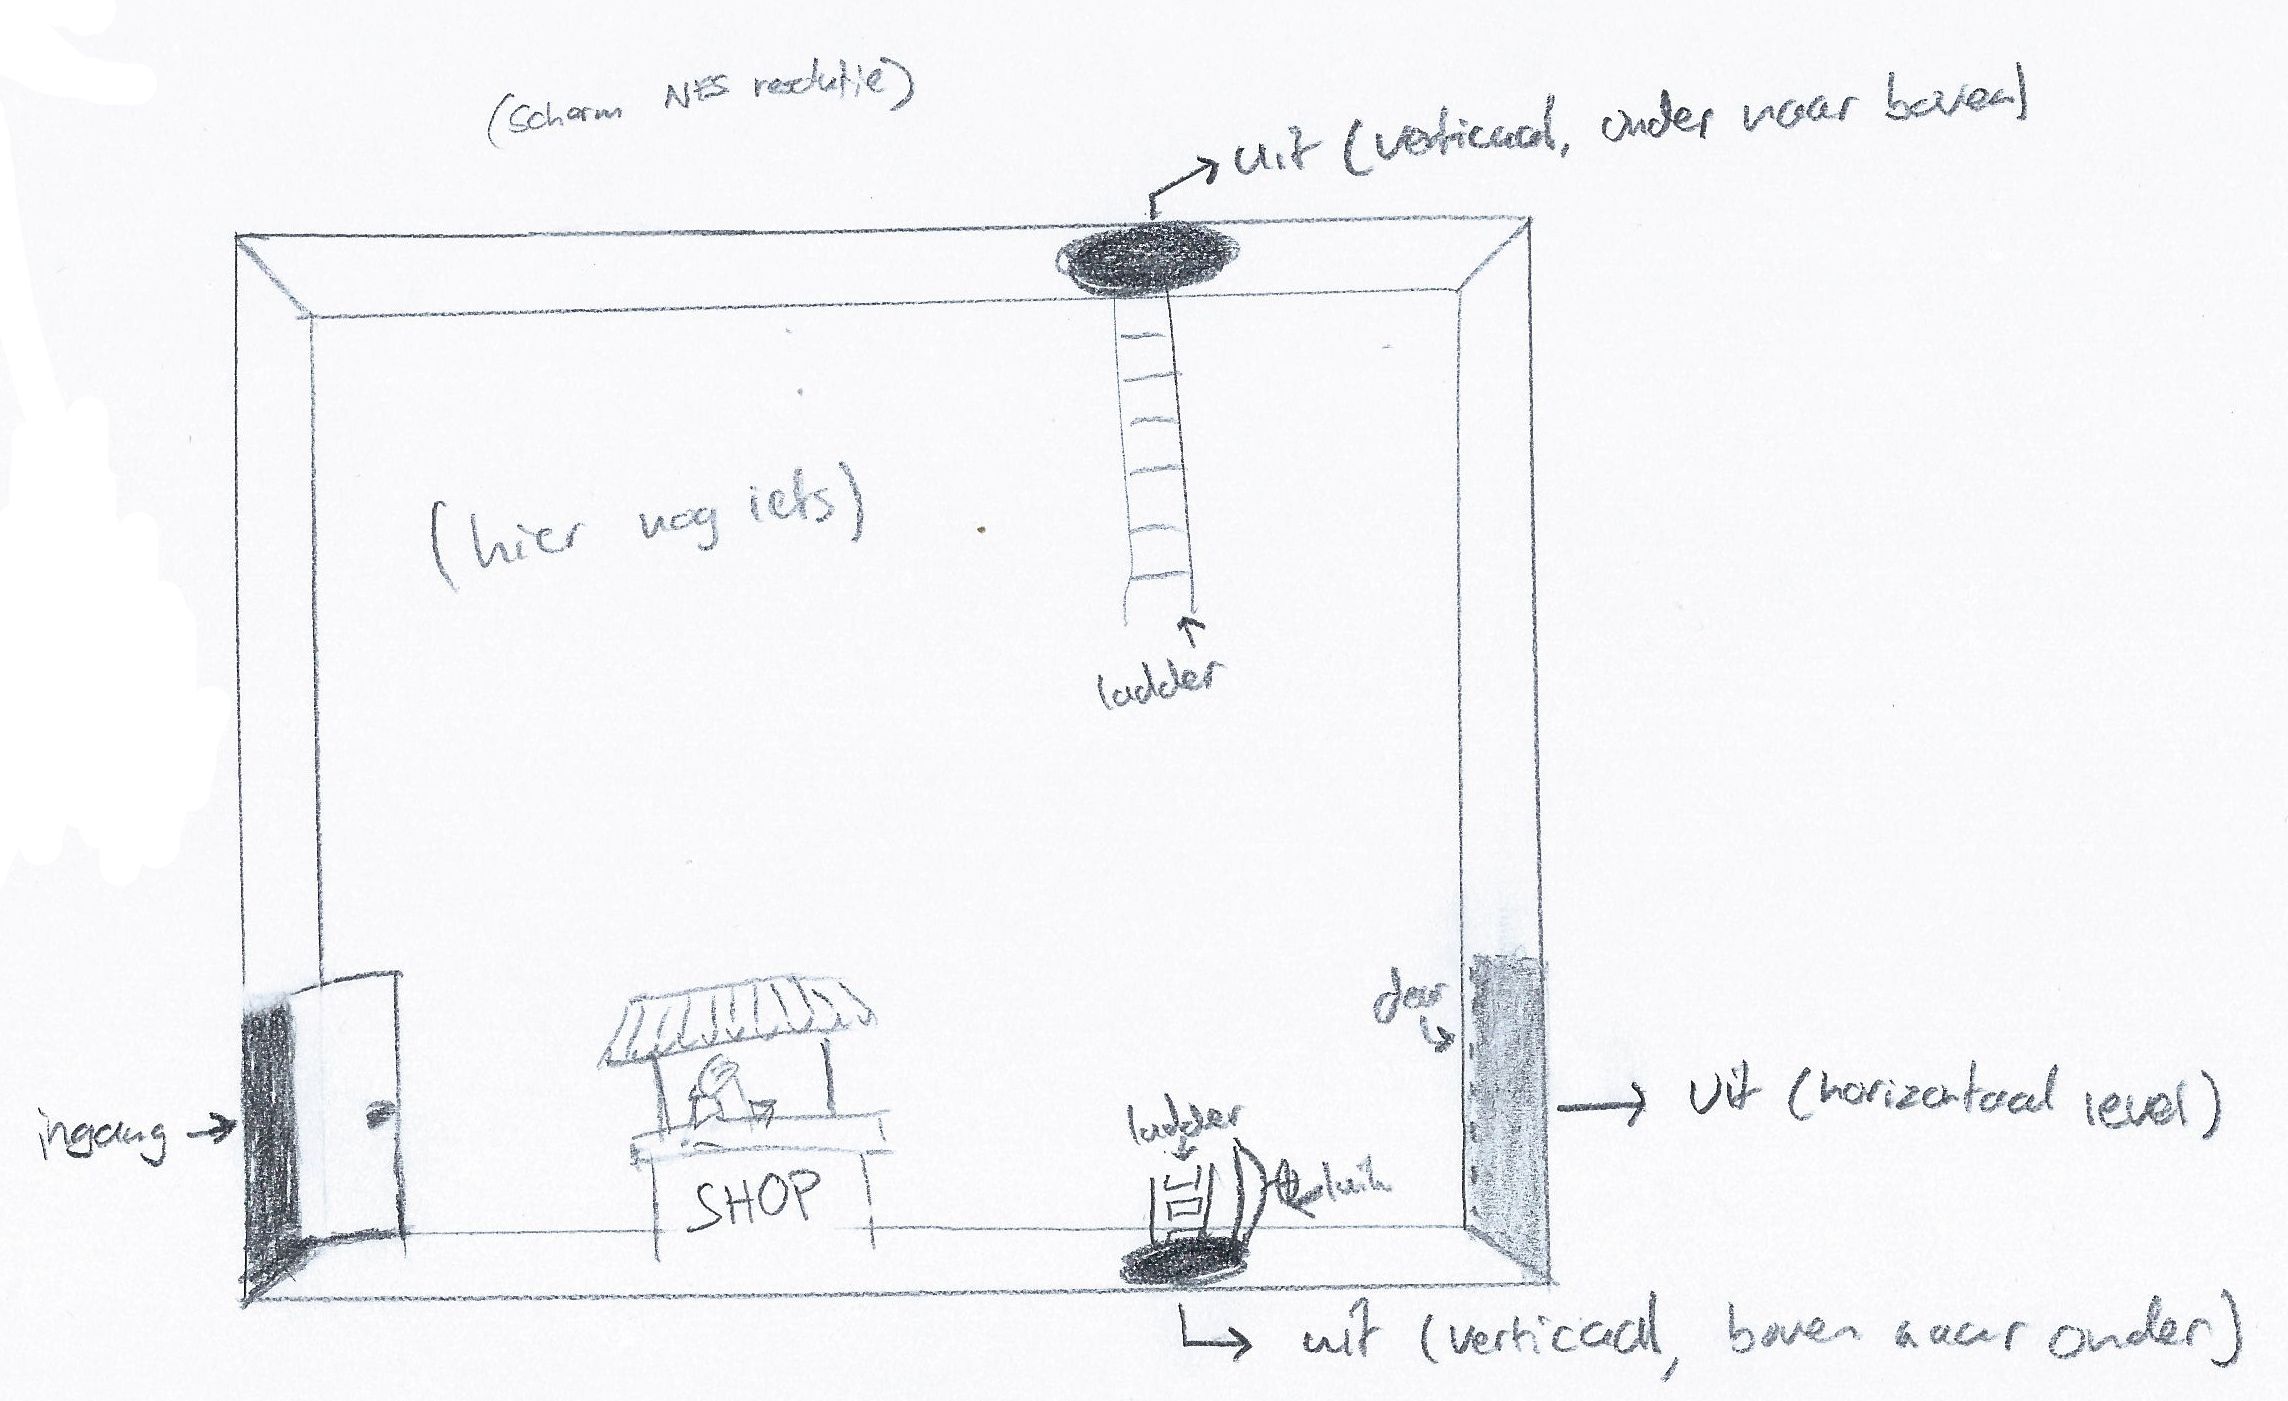 (Scherm NES resolutie)
uit (verticaal, onder naar boven)
(hier nog iets)
ladder
deur
ingang
uit (horizontaal level)
ladder
luik
SHOP
uit (verticaal, boven naar onder)